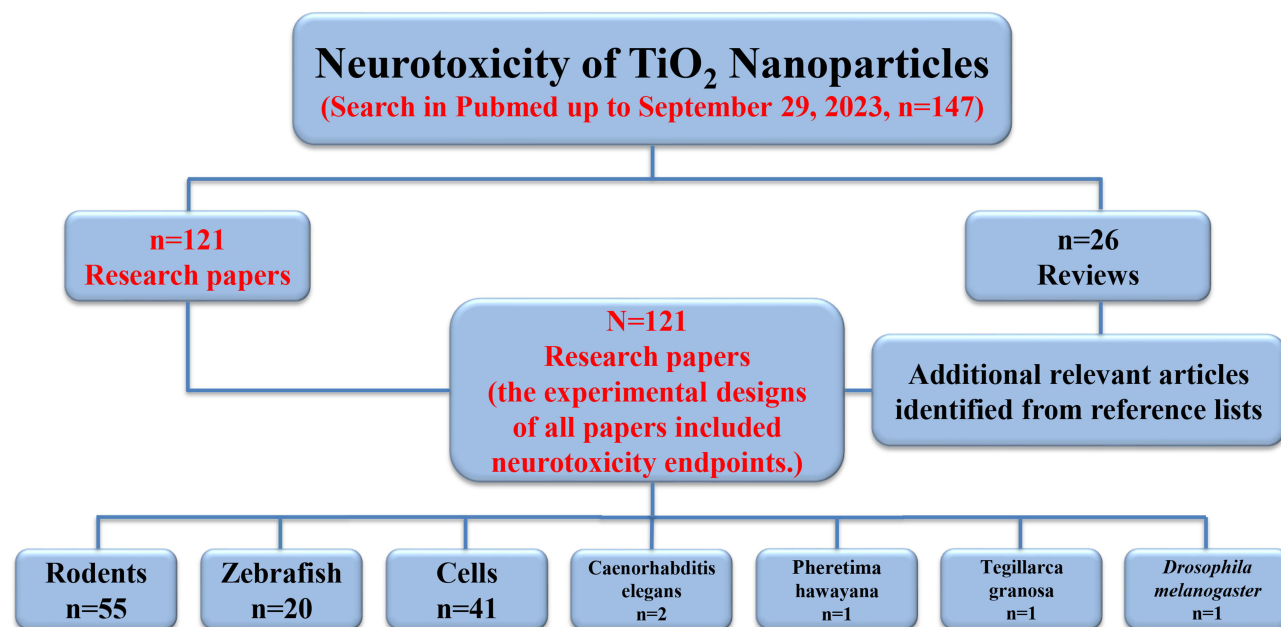 Neurotoxicity of TiO₂ Nanoparticles
(Search in Pubmed up to September 29, 2023, n=147)
n=121
Research papers
n=26
Reviews
N=121
Research papers
(the experimental designs
of all papers included
neurotoxicity endpoints.)
Additional relevant articles
identified from reference lists
Rodents
n=55
Zebrafish
n=20
Cells
n=41
Caenorhabditis
elegans
n=2
Pheretima
hawayana
n=1
Tegillarca
granosa
n=1
Drosophila
melanogaster
n=1